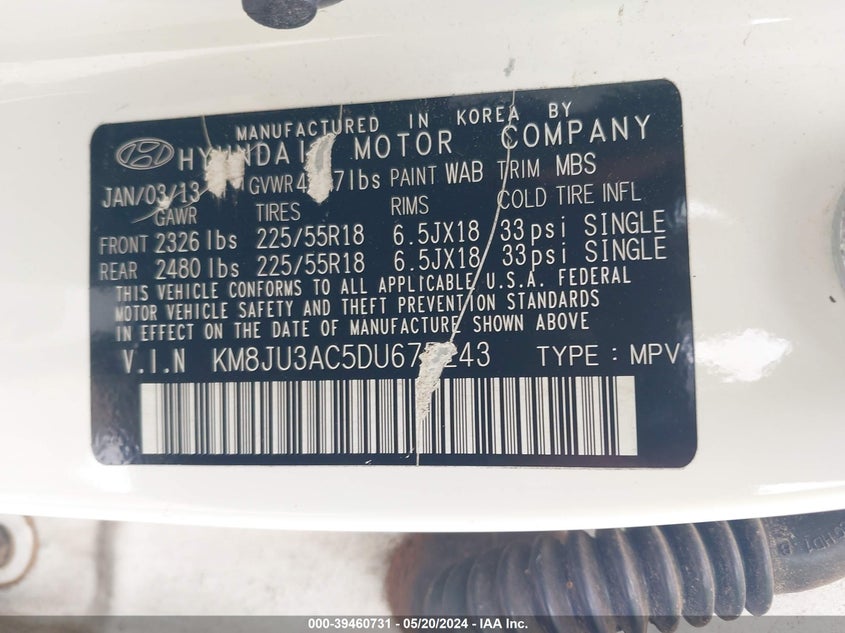 MANUFACTURED IN KOREA BY
HYUNDAI MOTOR COMPANY
JAN/03/13 PAINT WAB TRIM MBS
GAWR TIRES RIMS COLD TIRE INFL
FRONT 2326 lbs 225/55R18 6.5JX18 33psi SINGLE
REAR 2480 lbs 225/55R18 6.5JX18 33psi SINGLE
THIS VEHICLE CONFORMS TO ALL APPLICABLE U.S.A. FEDERAL
MOTOR VEHICLE SAFETY AND THEFT PREVENTION STANDARDS
IN EFFECT ON THE DATE OF MANUFACTURE SHOWN ABOVE
V.I.N TYPE : MPV
000-39460731 - 05/20/2024 - IAA Inc.